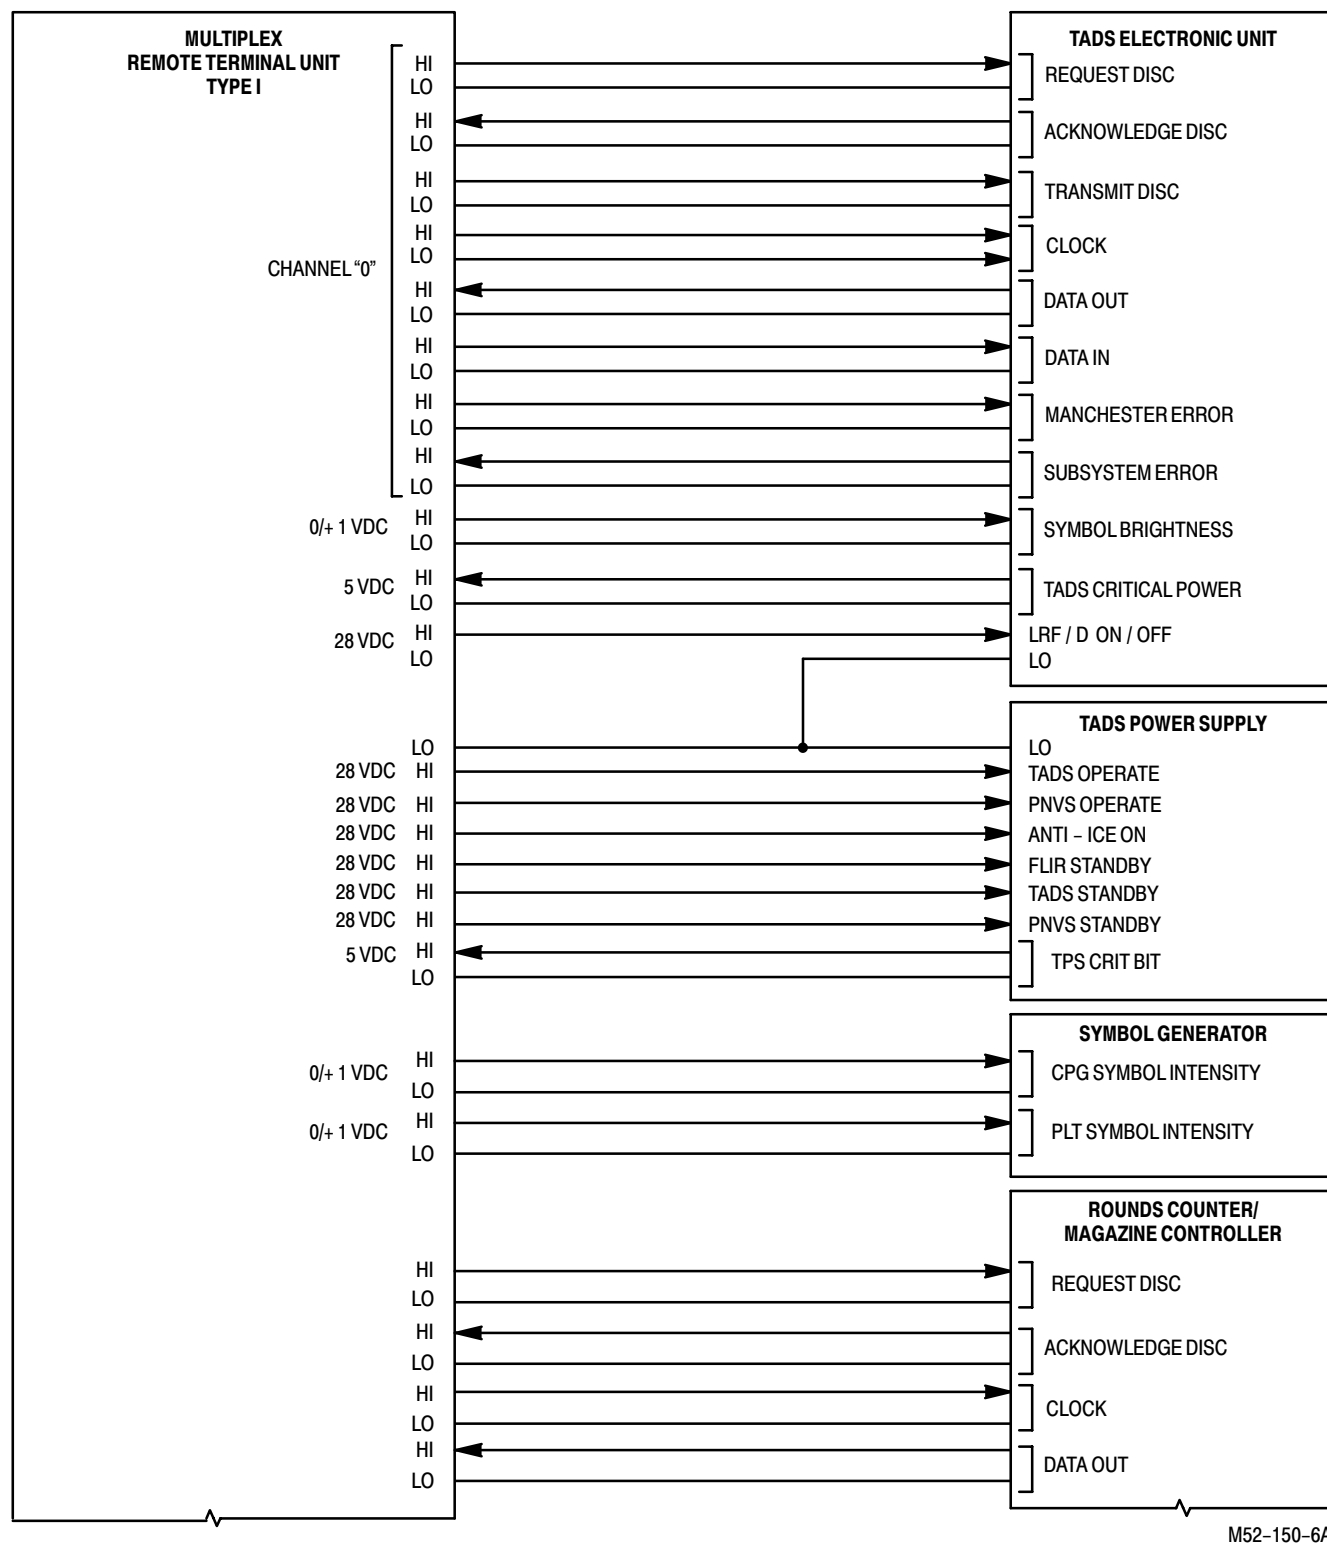 MULTIPLEX
REMOTE TERMINAL UNIT
TYPE I
CHANNEL "0"
HI
LO
HI
LO
HI
LO
HI
LO
HI
LO
HI
LO
HI
LO
HI
LO
0/+ 1 VDC HI
LO
5 VDC HI
LO
28 VDC HI
LO
LO
28 VDC HI
28 VDC HI
28 VDC HI
28 VDC HI
28 VDC HI
28 VDC HI
5 VDC HI
LO
0/+ 1 VDC HI
LO
0/+ 1 VDC HI
LO
HI
LO
HI
LO
HI
LO
HI
LO
TADS ELECTRONIC UNIT
REQUEST DISC
ACKNOWLEDGE DISC
TRANSMIT DISC
CLOCK
DATA OUT
DATA IN
MANCHESTER ERROR
SUBSYSTEM ERROR
SYMBOL BRIGHTNESS
TADS CRITICAL POWER
LRF / D ON / OFF
LO
TADS POWER SUPPLY
LO
TADS OPERATE
PNVS OPERATE
ANTI – ICE ON
FLIR STANDBY
TADS STANDBY
PNVS STANDBY
TPS CRIT BIT
SYMBOL GENERATOR
CPG SYMBOL INTENSITY
PLT SYMBOL INTENSITY
ROUNDS COUNTER/
MAGAZINE CONTROLLER
REQUEST DISC
ACKNOWLEDGE DISC
CLOCK
DATA OUT
M52–150–6A